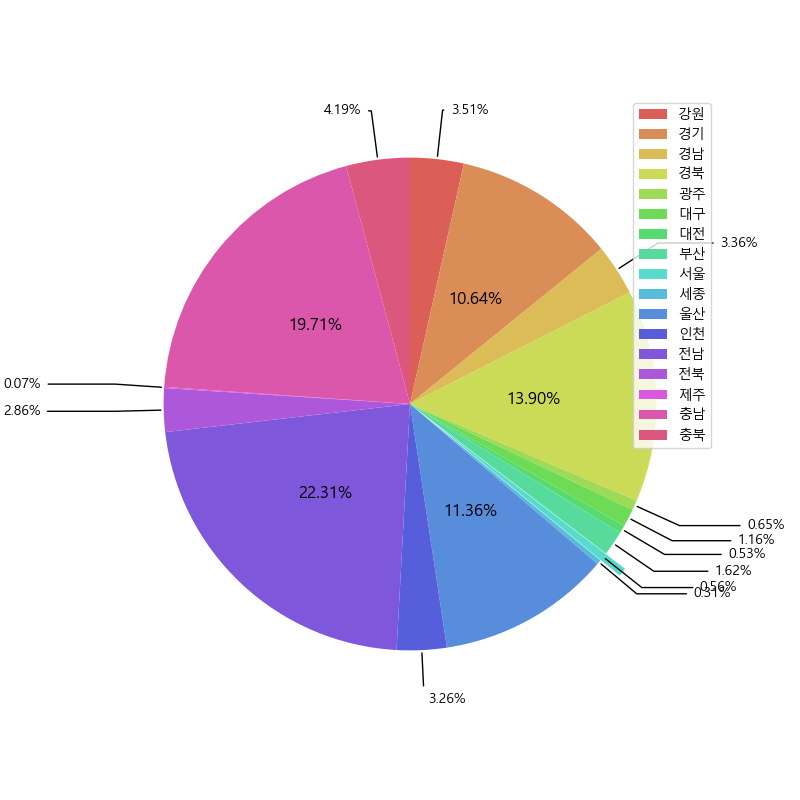 4.19%
3.51%
강원
경기
경남
경북
광주
대구
대전
부산
서울
세종
울산
인천
전남
전북
제주
충남
충북
3.36%
10.64%
19.71%
0.07%
13.90%
2.86%
22.31%
11.36%
0.65%
1.16%
0.53%
1.62%
0.56%
0.31%
3.26%